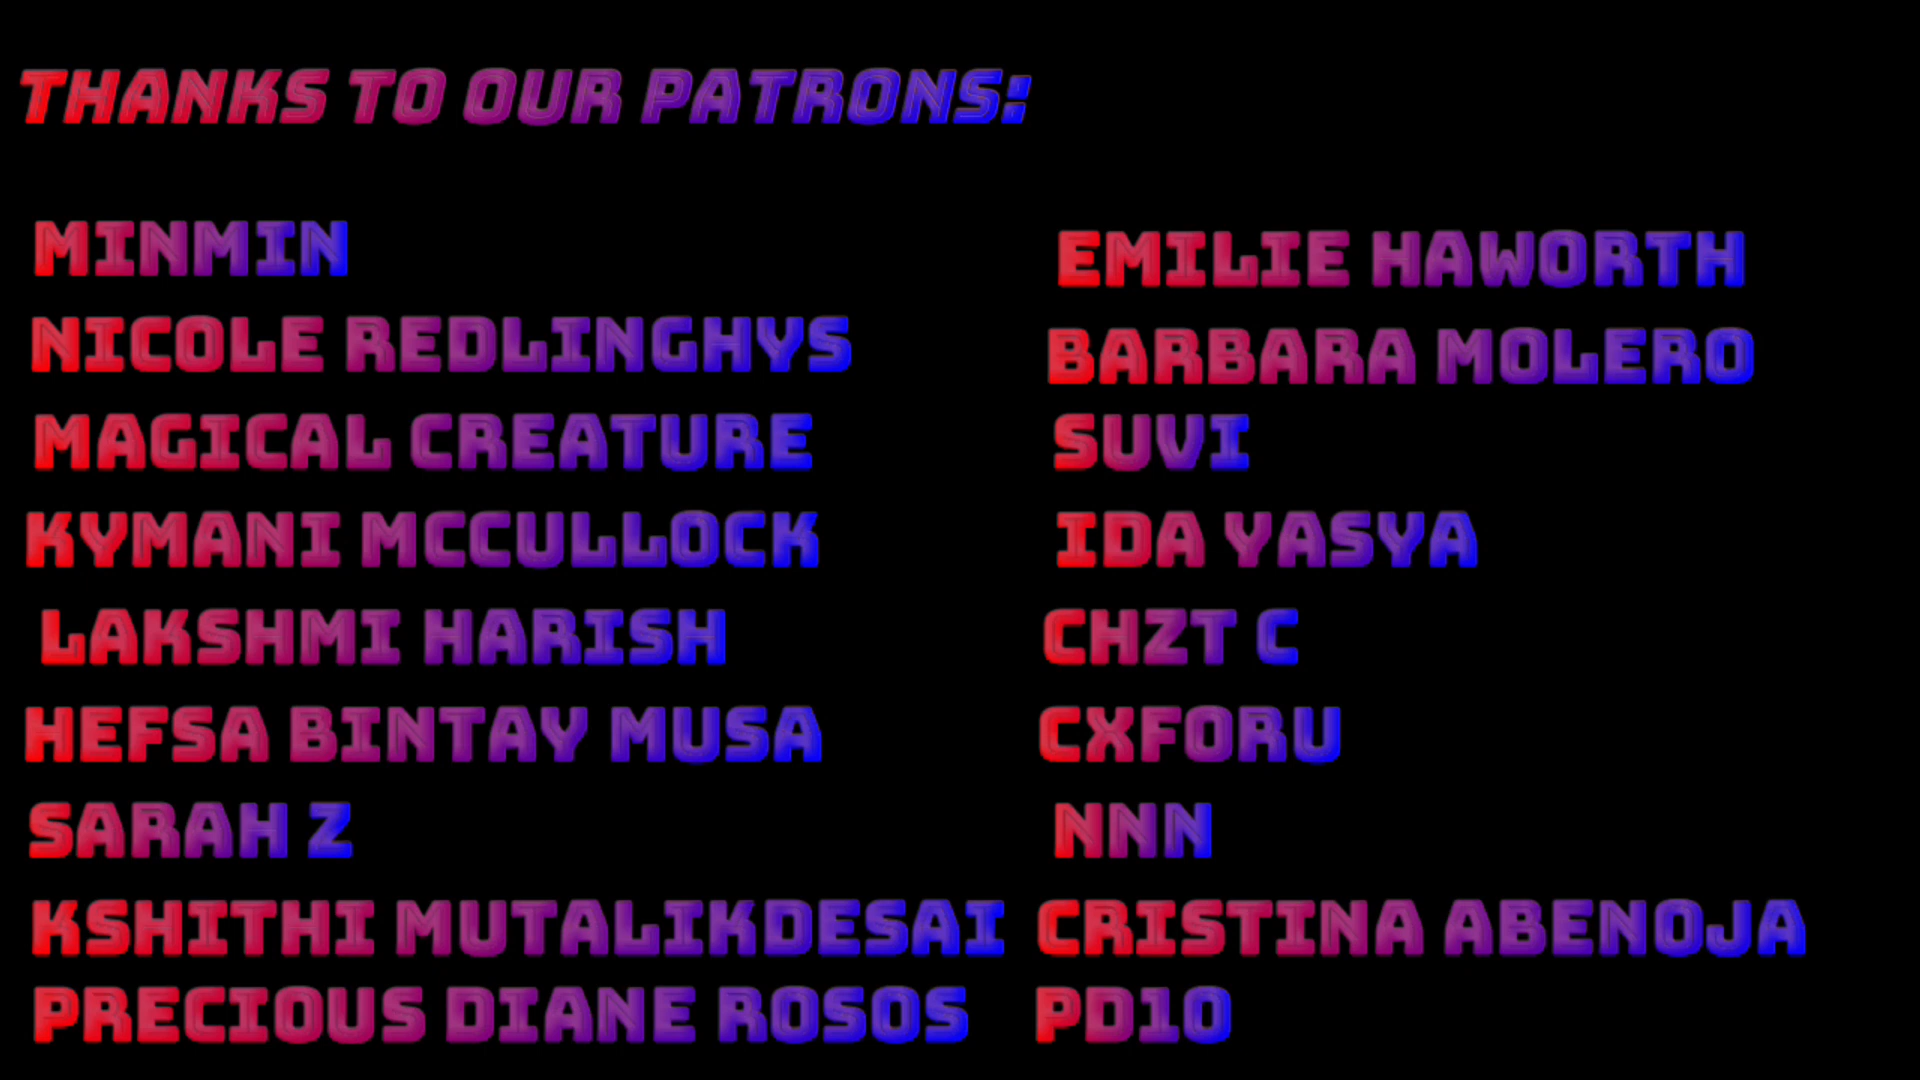 THANKS TO OUR PATRONS:
MINMIN
NICOLE REDLINGHYS
MAGICAL CREATURE
KYMANI MCCULLOCK
LAKSHMI HARISH
HEFSA BINTAY MUSA
SARAH Z
KSHITHI MUTALIKDESAI
PRECIOUS DIANE ROSOS
EMILIE HAWORTH
BARBARA MOLERO
SUVI
IDA YASYA
CHZT C
CXFORU
NNN
CRISTINA ABENOJA
PD10